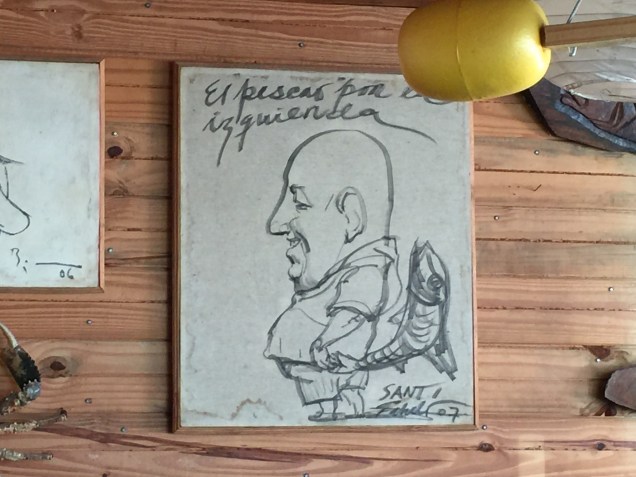 El pescao por la
izquierda
SANTI
07
06